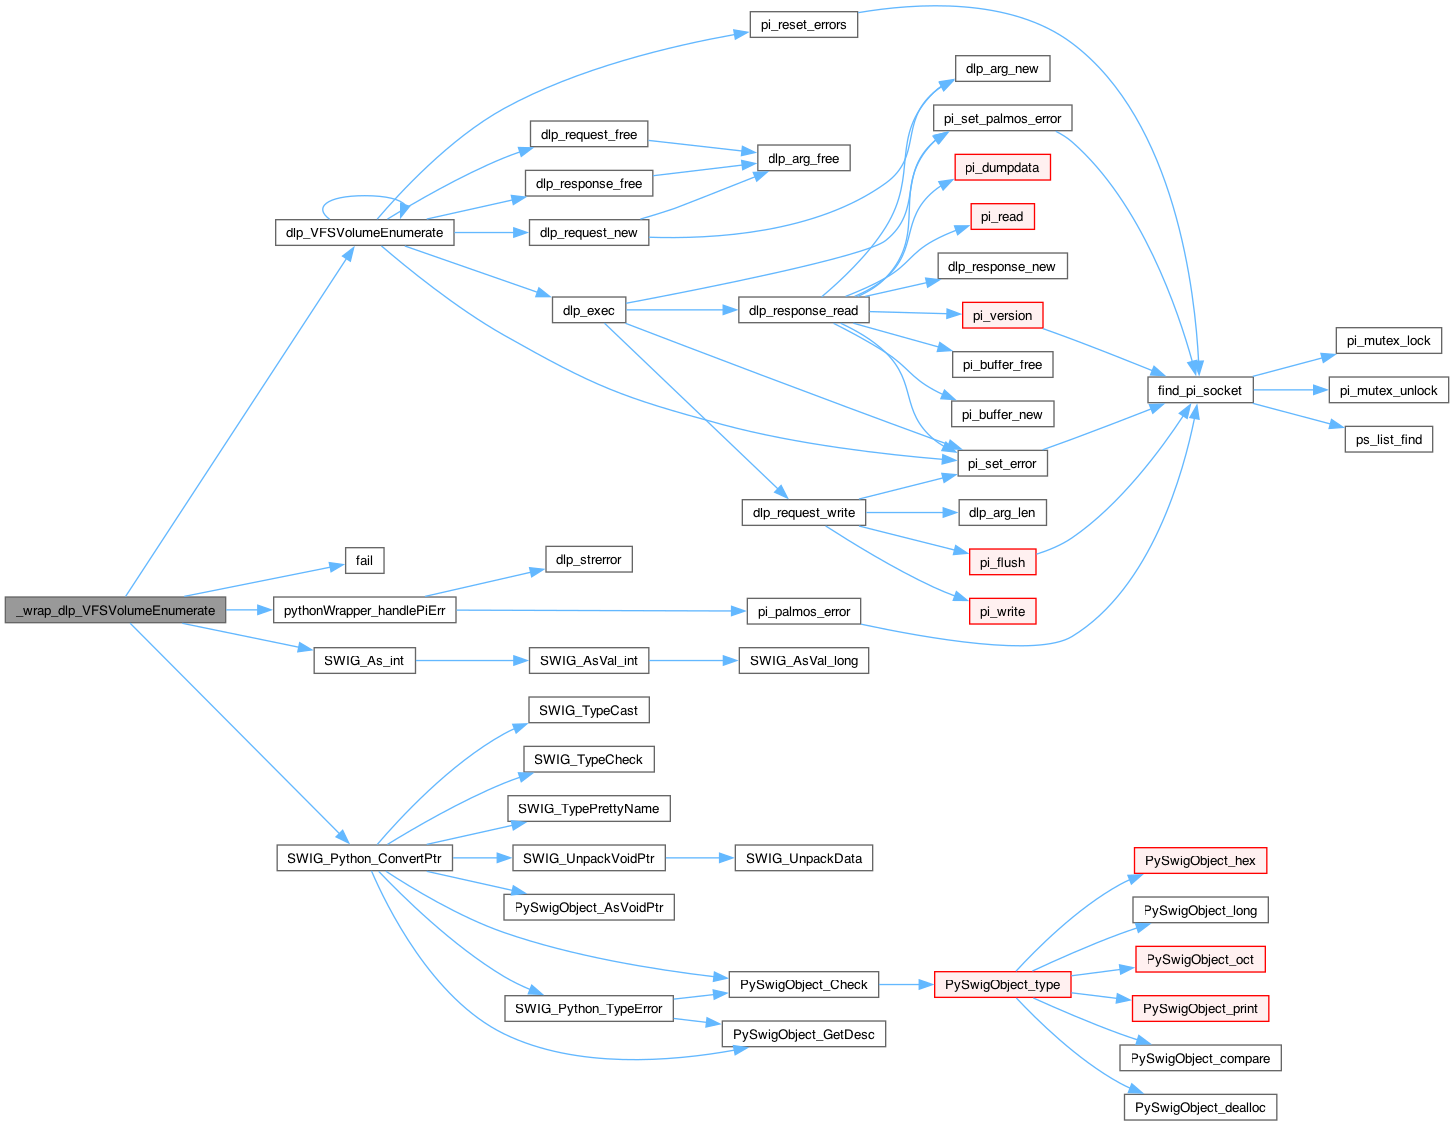 pi_reset_errors
dlp_arg_new
pi_set_palmos_error
dlp_request_free
dlp_arg_free
pi_dumpdata
dlp_response_free
pi_read
dlp_VFSVolumeEnumerate
dlp_request_new
dlp_response_new
dlp_exec
dlp_response_read
pi_version
pi_mutex_lock
pi_buffer_free
find_pi_socket
pi_mutex_unlock
pi_buffer_new
ps_list_find
pi_set_error
dlp_request_write
dlp_arg_len
fail
dlp_strerror
pi_flush
_wrap_dlp_VFSVolumeEnumerate
pythonWrapper_handlePiErr
pi_palmos_error
pi_write
SWIG_As_int
SWIG_AsVal_int
SWIG_AsVal_long
SWIG_TypeCast
SWIG_TypeCheck
SWIG_TypePrettyName
SWIG_Python_ConvertPtr
SWIG_UnpackVoidPtr
SWIG_UnpackData
PySwigObject_hex
PySwigObject_AsVoidPtr
PySwigObject_long
PySwigObject_oct
PySwigObject_Check
PySwigObject_type
SWIG_Python_TypeError
PySwigObject_print
PySwigObject_GetDesc
PySwigObject_compare
PySwigObject_dealloc